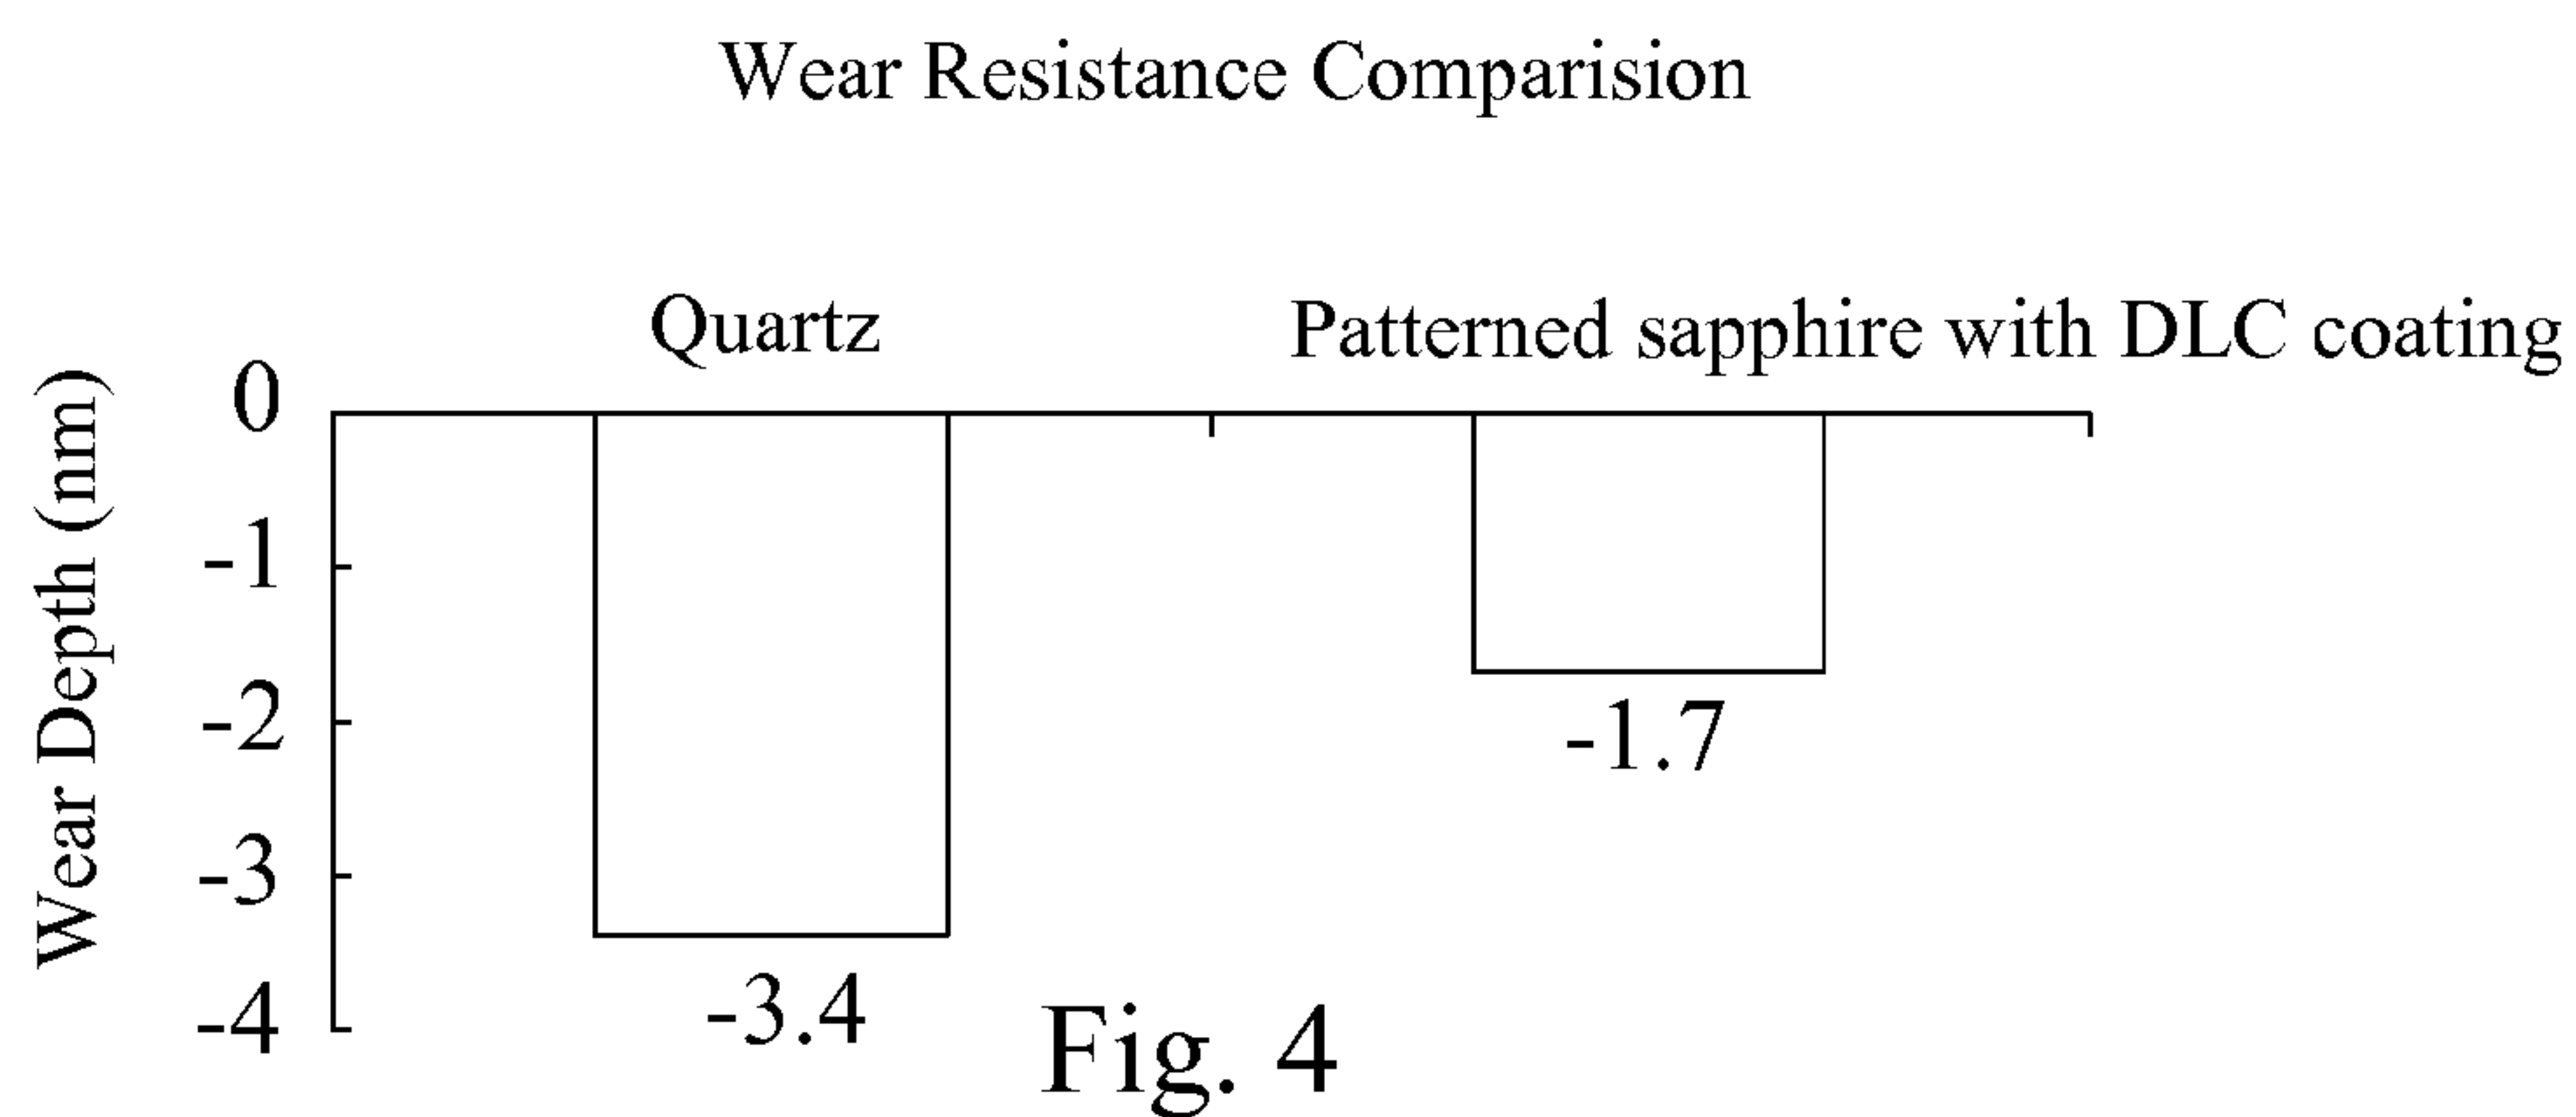 Wear Resistance Comparision
Quartz
Patterned sapphire with DLC coating
Wear Depth (nm)
0
-1
-2
-3
-4
-3.4
-1.7
Fig. 4